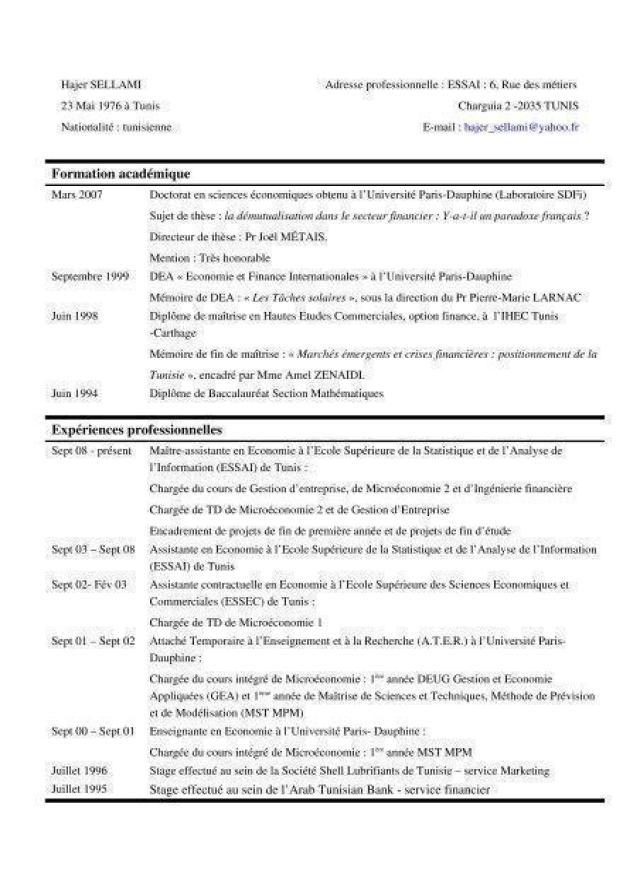 Hajer SELLAMI Adresse professionnelle : ESSAI : 6, Rue des métiers
23 Mai 1976 à Tunis Charguia 2 -2035 TUNIS
Nationalité : tunisienne E-mail : hajer_sellami@yahoo.fr
Formation académique
Mars 2007 Doctorat en sciences économiques obtenu à l'Université Paris-Dauphine (Laboratoire SDFi)
Sujet de thèse : la démutualisation dans le secteur financier : Y-a-t-il un paradoxe français ?
Directeur de thèse : Pr Joël MÉTAIS.
Mention : Très honorable
Septembre 1999 DEA « Economie et Finance Internationales » à l'Université Paris-Dauphine
Mémoire de DEA : « Les Tâches solaires », sous la direction du Pr Pierre-Marie LARNAC
Juin 1998 Diplôme de maîtrise en Hautes Etudes Commerciales, option finance, à l'IHEC Tunis
-Carthage
Mémoire de fin de maîtrise : « Marchés émergents et crises financières : positionnement de la
Tunisie », encadré par Mme Amel ZENAIDI.
Juin 1994 Diplôme de Baccalauréat Section Mathématiques
Expériences professionnelles
Sept 08 - présent Maître-assistante en Economie à l'Ecole Supérieure de la Statistique et de l'Analyse de
l'Information (ESSAI) de Tunis :
Chargée du cours de Gestion d'entreprise, de Microéconomie 2 et d'Ingénierie financière
Chargée de TD de Microéconomie 2 et de Gestion d'Entreprise
Encadrement de projets de fin de première année et de projets de fin d'étude
Sept 03 – Sept 08 Assistante en Economie à l'Ecole Supérieure de la Statistique et de l'Analyse de l'Information
(ESSAI) de Tunis
Sept 02- Fév 03 Assistante contractuelle en Economie à l'Ecole Supérieure des Sciences Economiques et
Commerciales (ESSEC) de Tunis :
Chargée de TD de Microéconomie 1
Sept 01 – Sept 02 Attaché Temporaire à l'Enseignement et à la Recherche (A.T.E.R.) à l'Université Paris-
Dauphine :
Chargée du cours intégré de Microéconomie : 1ère année DEUG Gestion et Economie
Appliquées (GEA) et 1ère année de Maîtrise de Sciences et Techniques, Méthode de Prévision
et de Modélisation (MST MPM)
Sept 00 – Sept 01 Enseignante en Economie à l'Université Paris- Dauphine :
Chargée du cours intégré de Microéconomie : 1ère année MST MPM
Juillet 1996 Stage effectué au sein de la Société Shell Lubrifiants de Tunisie – service Marketing
Juillet 1995 Stage effectué au sein de l'Arab Tunisian Bank - service financier